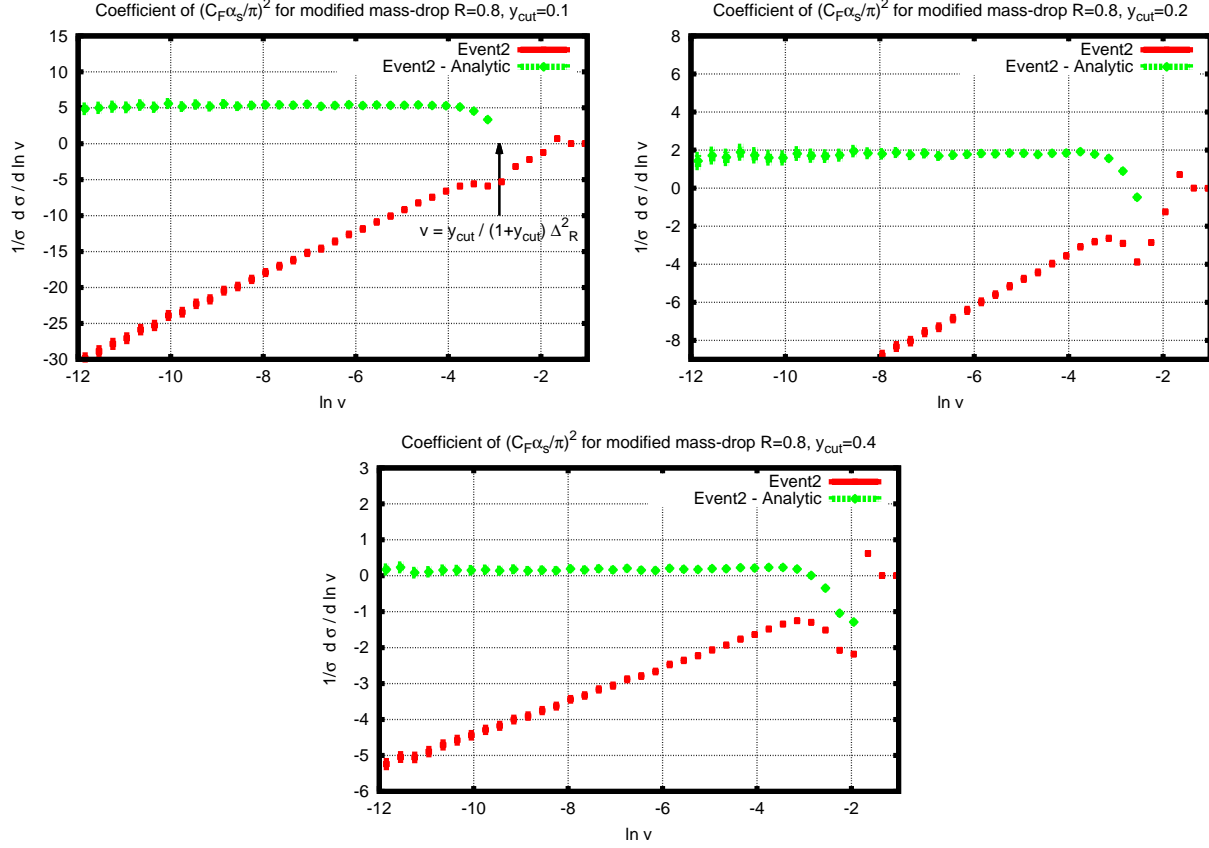 Coefficient of (C_Fα_s/π)² for modified mass-drop R=0.8, y_cut=0.1
Event2
Event2 - Analytic
15
10
5
0
-5
-10
-15
-20
-25
-30
1/σ dσ / d ln v
v = y_cut / (1+y_cut) Δ²_R
-12
-10
-8
-6
-4
-2
ln v
Coefficient of (C_Fα_s/π)² for modified mass-drop R=0.8, y_cut=0.2
Event2
Event2 - Analytic
8
6
4
2
0
-2
-4
-6
-8
1/σ dσ / d ln v
-12
-10
-8
-6
-4
-2
ln v
Coefficient of (C_Fα_s/π)² for modified mass-drop R=0.8, y_cut=0.4
Event2
Event2 - Analytic
3
2
1
0
-1
-2
-3
-4
-5
-6
1/σ dσ / d ln v
-12
-10
-8
-6
-4
-2
ln v